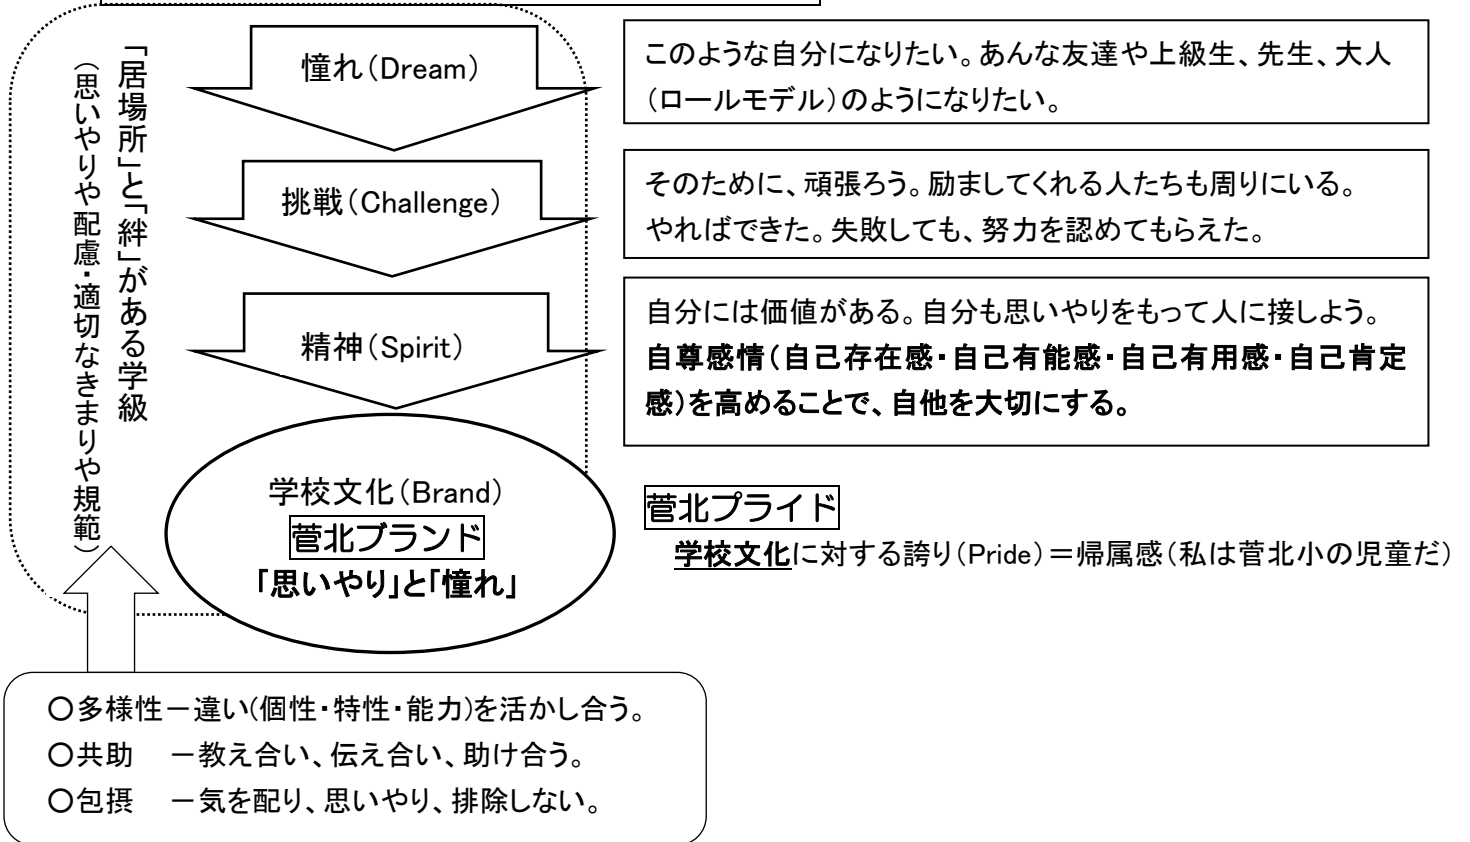 「居場所」と「絆」がある学級
（思いやりや配慮・適切なきまりや規範）
憧れ（Dream）
このような自分になりたい。あんな友達や上級生、先生、大人
（ロールモデル）のようになりたい。
挑戦（Challenge）
そのために、頑張ろう。励ましてくれる人たちも周りにいる。
やればできた。失敗しても、努力を認めてもらえた。
精神（Spirit）
自分には価値がある。自分も思いやりをもって人に接しよう。
自尊感情（自己存在感・自己有能感・自己有用感・自己肯定
感）を高めることで、自他を大切にする。
学校文化（Brand）
菅北ブランド
「思いやり」と「憧れ」
菅北プライド
学校文化に対する誇り（Pride）＝帰属感（私は菅北小の児童だ）
〇多様性－違い(個性・特性・能力)を活かし合う。
〇共助　－教え合い、伝え合い、助け合う。
〇包摂　－気を配り、思いやり、排除しない。